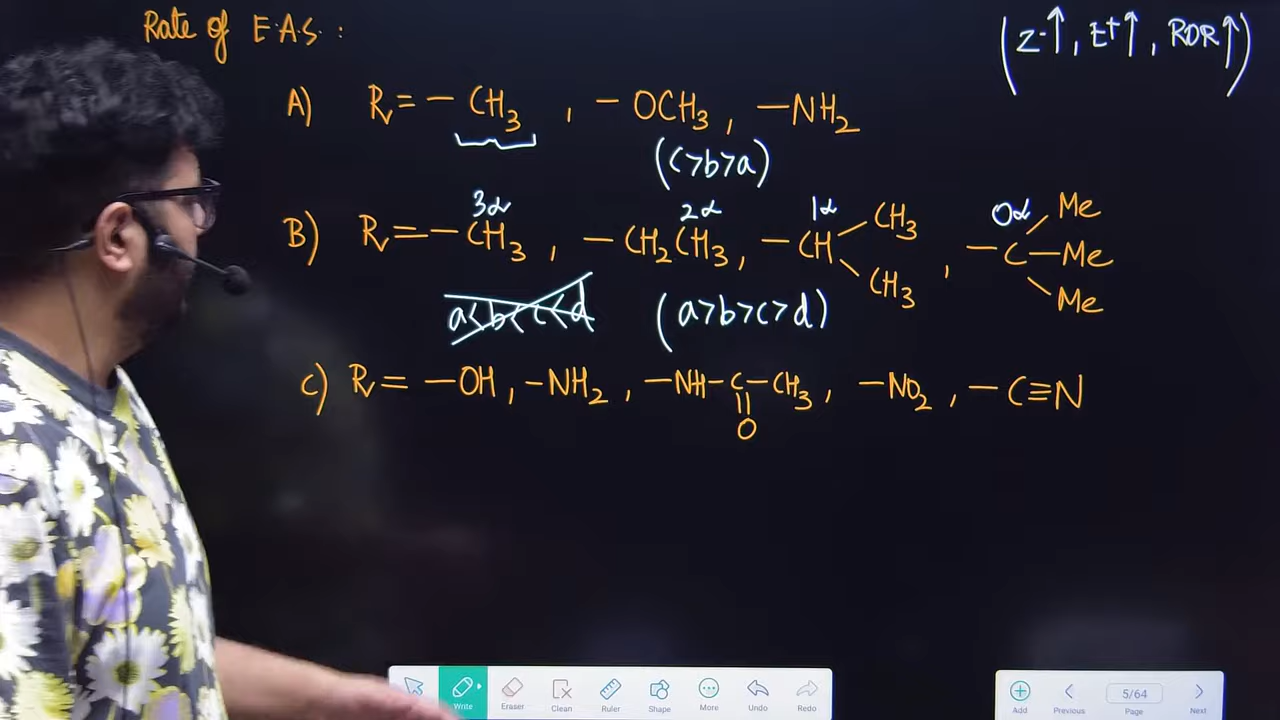 Rate of E.A.S. :
(Z-↑, E+↑, ROR↑)
A) R = -CH3 , -OCH3 , -NH2
(c>b>a)
3α 2α 1α 0α
B) R = -CH3 , -CH2CH3 , -CH CH3 CH3 , -C Me Me Me
a<b<c<d (a>b>c>d)
C) R = -OH , -NH2 , -NH-C-CH3 , -NO2 , -C≡N
O
Write Eraser Clean Ruler Shape More Undo Redo
5/64
Add Previous Page Next